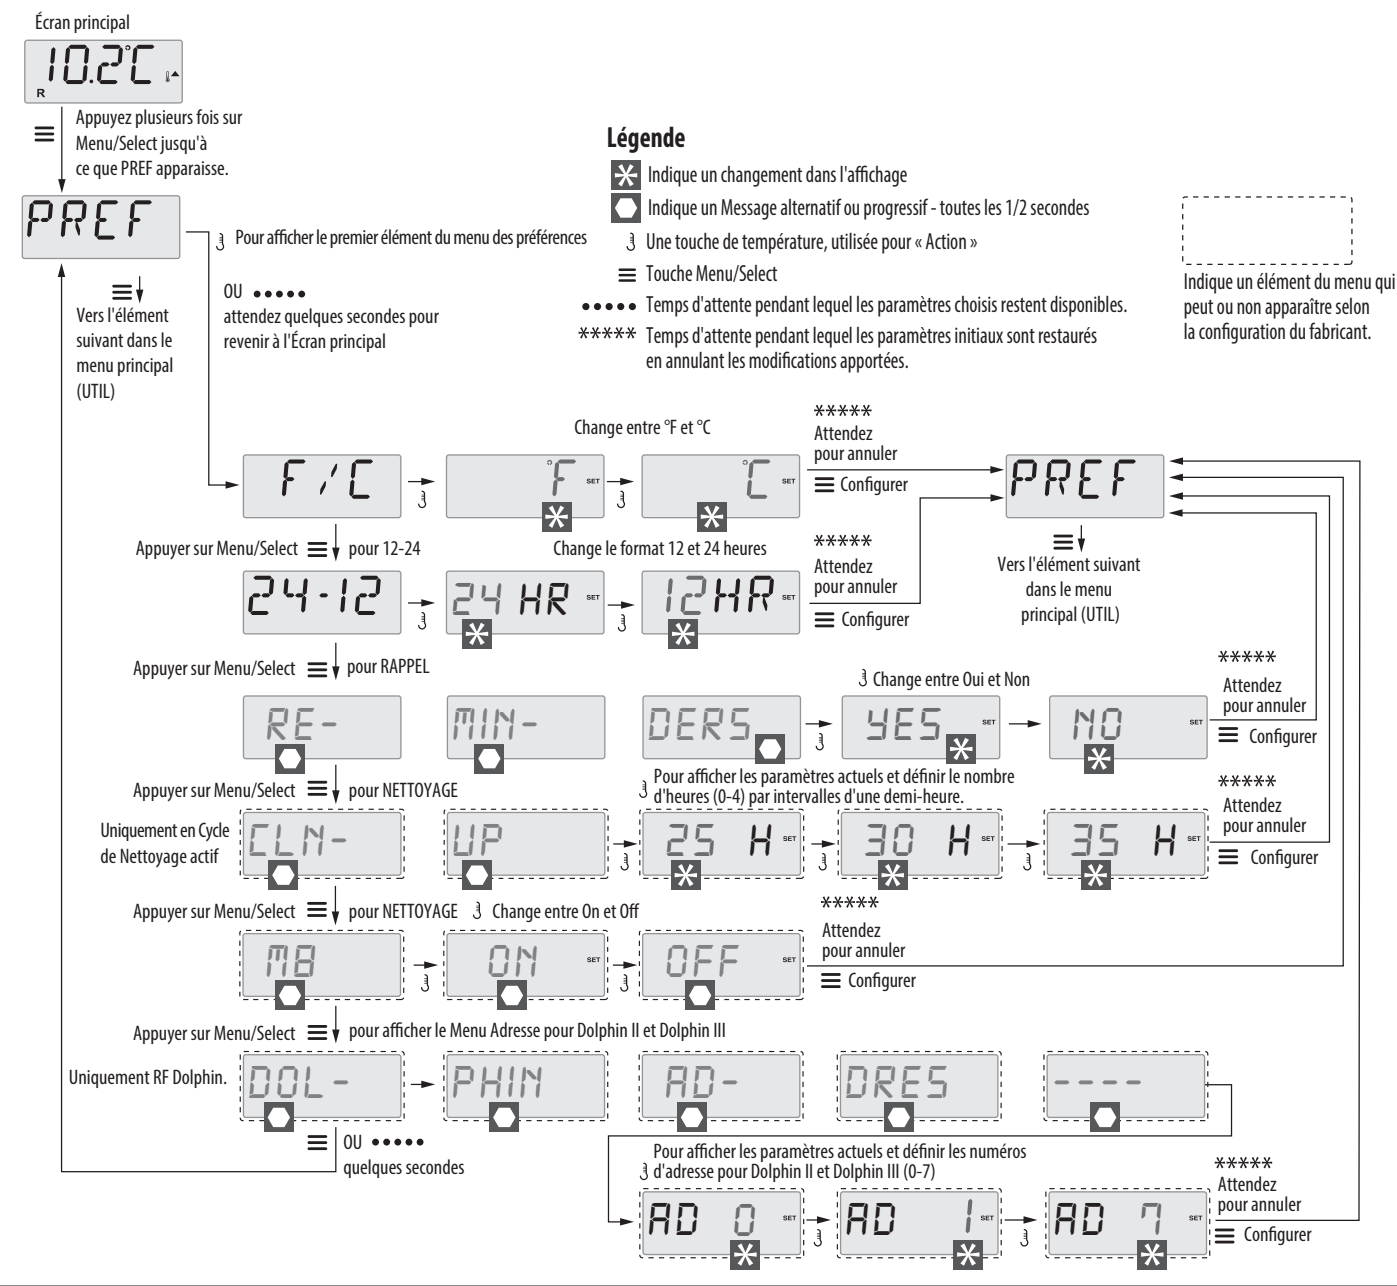 Écran principal
10.2°C
R
Appuyez plusieurs fois sur
Menu/Select jusqu'à
ce que PREF apparaisse.
PREF
Pour afficher le premier élément du menu des préférences
OU •••••
attendez quelques secondes pour
revenir à l'Écran principal
Vers l'élément
suivant dans le
menu principal
(UTIL)
Légende
Indique un changement dans l'affichage
Indique un Message alternatif ou progressif - toutes les 1/2 secondes
Une touche de température, utilisée pour « Action »
Touche Menu/Select
••••• Temps d'attente pendant lequel les paramètres choisis restent disponibles.
***** Temps d'attente pendant lequel les paramètres initiaux sont restaurés
en annulant les modifications apportées.
Indique un élément du menu qui
peut ou non apparaître selon
la configuration du fabricant.
Change entre °F et °C
*****
Attendez
pour annuler
Configurer
F/C
°F SET
°C SET
PREF
Vers l'élément suivant
dans le menu
principal (UTIL)
Appuyer sur Menu/Select pour 12-24
Change le format 12 et 24 heures
*****
Attendez
pour annuler
Configurer
24-12
24 HR SET
12HR SET
Appuyer sur Menu/Select pour RAPPEL
Change entre Oui et Non
*****
Attendez
pour annuler
Configurer
RE-
MIN-
DERS
YES SET
NO SET
Appuyer sur Menu/Select pour NETTOYAGE
Pour afficher les paramètres actuels et définir le nombre
d'heures (0-4) par intervalles d'une demi-heure.
*****
Attendez
pour annuler
Configurer
Uniquement en Cycle
de Nettoyage actif
CLN-
UP
25 H SET
30 H SET
35 H SET
Appuyer sur Menu/Select pour NETTOYAGE Change entre On et Off
*****
Attendez
pour annuler
Configurer
M8
ON SET
OFF SET
Appuyer sur Menu/Select pour afficher le Menu Adresse pour Dolphin II et Dolphin III
Uniquement RF Dolphin.
DOL-
PHIN
AD-
DRES
----
OU •••••
quelques secondes
Pour afficher les paramètres actuels et définir les numéros
d'adresse pour Dolphin II et Dolphin III (0-7)
*****
Attendez
pour annuler
Configurer
AD 0 SET
AD 1 SET
AD 7 SET